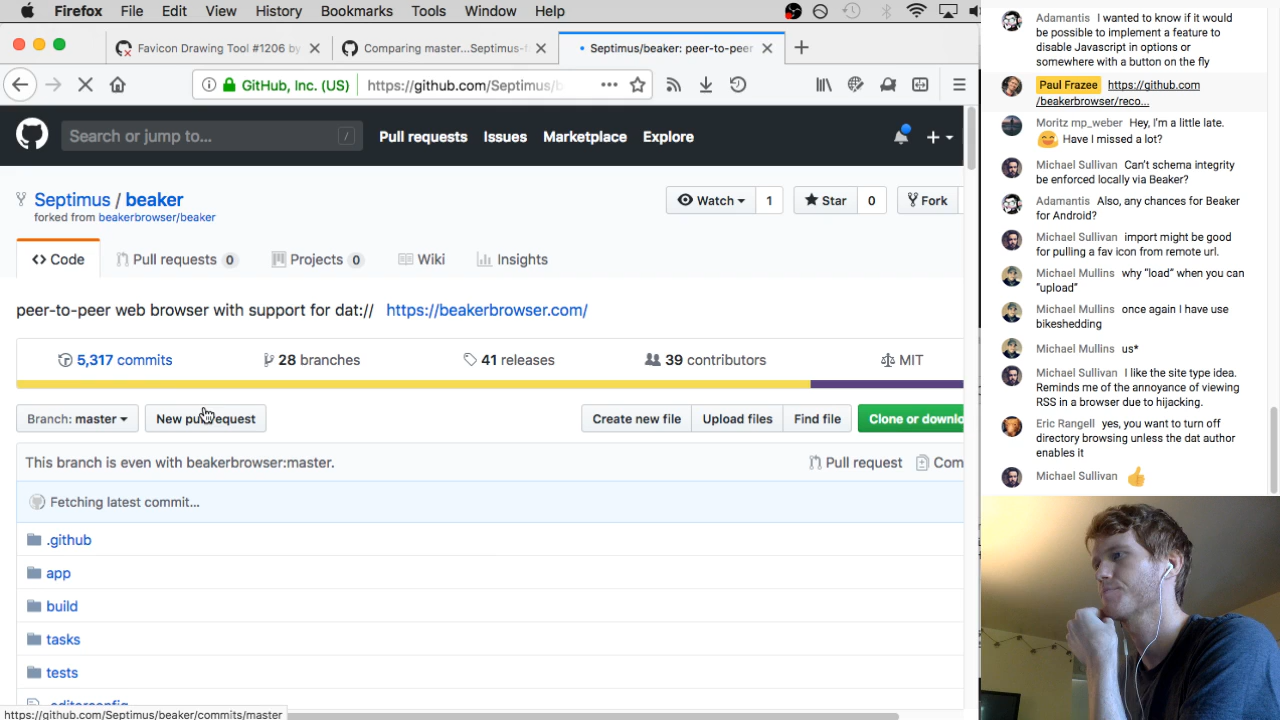 Firefox File Edit View History Bookmarks Tools Window Help
Favicon Drawing Tool #1206 by
Comparing master...Septimus-
Septimus/beaker: peer-to-peer
GitHub, Inc. (US)
https://github.com/Septimus/b
Search or jump to...
/
Pull requests Issues Marketplace Explore
Septimus / beaker
forked from beakerbrowser/beaker
Watch 1
Star 0
Fork
Code
Pull requests 0
Projects 0
Wiki
Insights
peer-to-peer web browser with support for dat:// https://beakerbrowser.com/
5,317 commits
28 branches
41 releases
39 contributors
MIT
Branch: master
New pull request
Create new file
Upload files
Find file
Clone or downlo
This branch is even with beakerbrowser:master.
Pull request
Com
Fetching latest commit...
.github
app
build
tasks
tests
.editorconfig
https://github.com/Septimus/beaker/commits/master
Adamantis I wanted to know if it would
be possible to implement a feature to
disable Javascript in options or
somewhere with a button on the fly
Paul Frazee https://github.com
/beakerbrowser/reco...
Moritz mp_weber Hey, I'm a little late.
Have I missed a lot?
Michael Sullivan Can't schema integrity
be enforced locally via Beaker?
Adamantis Also, any chances for Beaker
for Android?
Michael Sullivan import might be good
for pulling a fav icon from remote url.
Michael Mullins why "load" when you can
"upload"
Michael Mullins once again I have use
bikeshedding
Michael Mullins us*
Michael Sullivan I like the site type idea.
Reminds me of the annoyance of viewing
RSS in a browser due to hijacking.
Eric Rangell yes, you want to turn off
directory browsing unless the dat author
enables it
Michael Sullivan